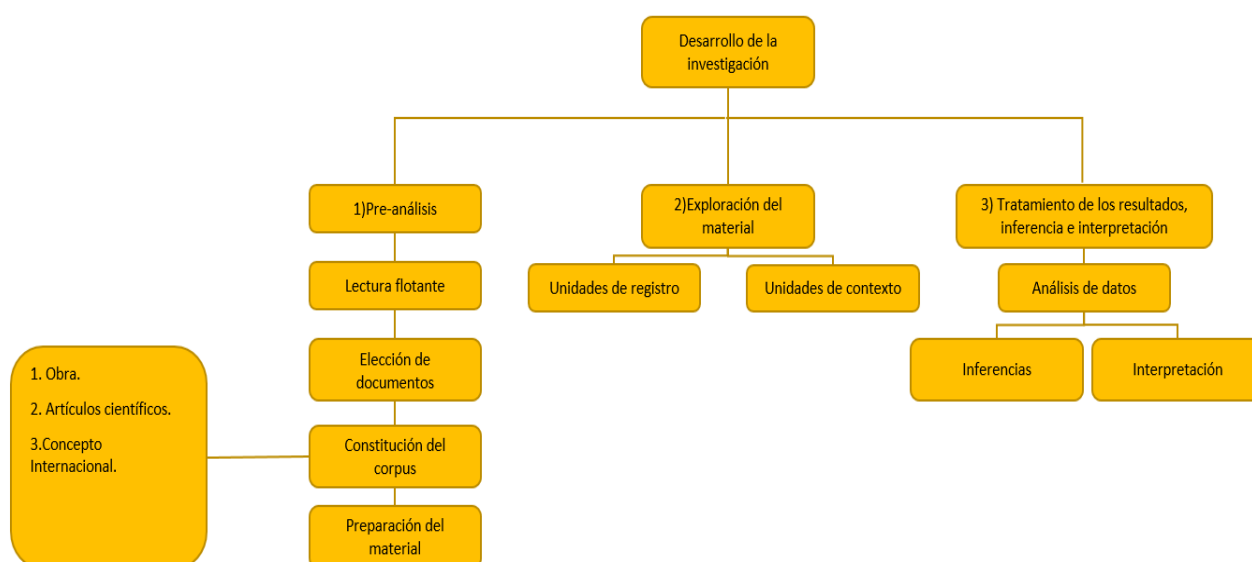 Desarrollo de la
investigación
1)Pre-análisis
2)Exploración del
material
3) Tratamiento de los resultados,
inferencia e interpretación
Lectura flotante
Unidades de registro
Unidades de contexto
Análisis de datos
Elección de
documentos
Inferencias
Interpretación
1. Obra.
2. Artículos científicos.
3.Concepto
Internacional.
Constitución del
corpus
Preparación del
material